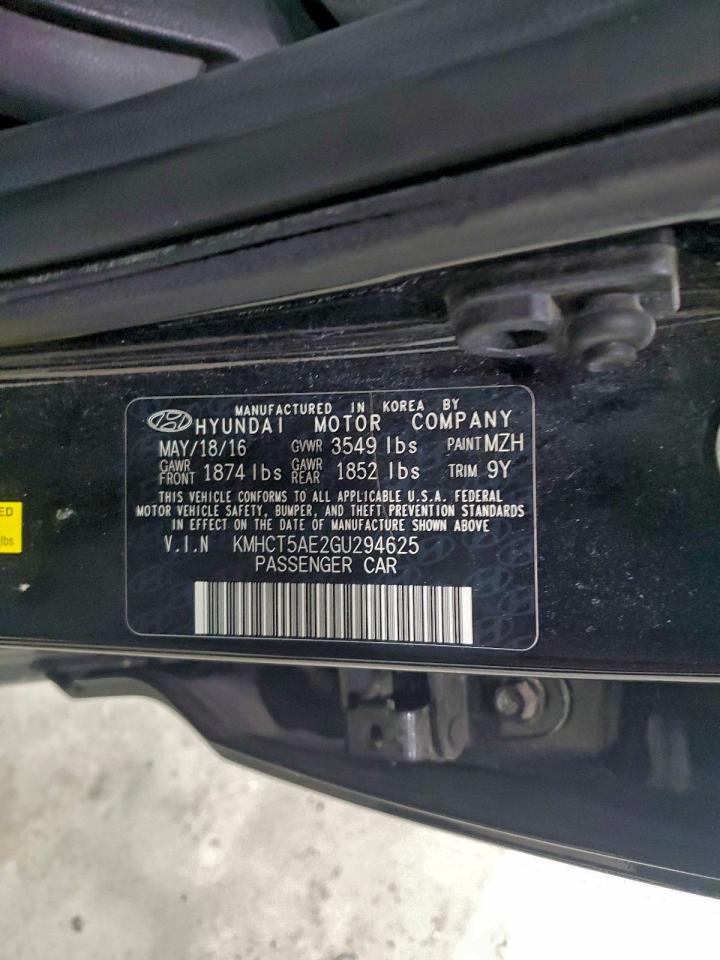 MANUFACTURED IN KOREA BY
HYUNDAI MOTOR COMPANY
MAY/18/16 GVWR 3549 lbs PAINT MZH
GAWR FRONT 1874 lbs GAWR REAR 1852 lbs TRIM 9Y
THIS VEHICLE CONFORMS TO ALL APPLICABLE U.S.A. FEDERAL
MOTOR VEHICLE SAFETY, BUMPER, AND THEFT PREVENTION STANDARDS
IN EFFECT ON THE DATE OF MANUFACTURE SHOWN ABOVE
V.I.N KMHCT5AE2GU294625
PASSENGER CAR
ED
lbs